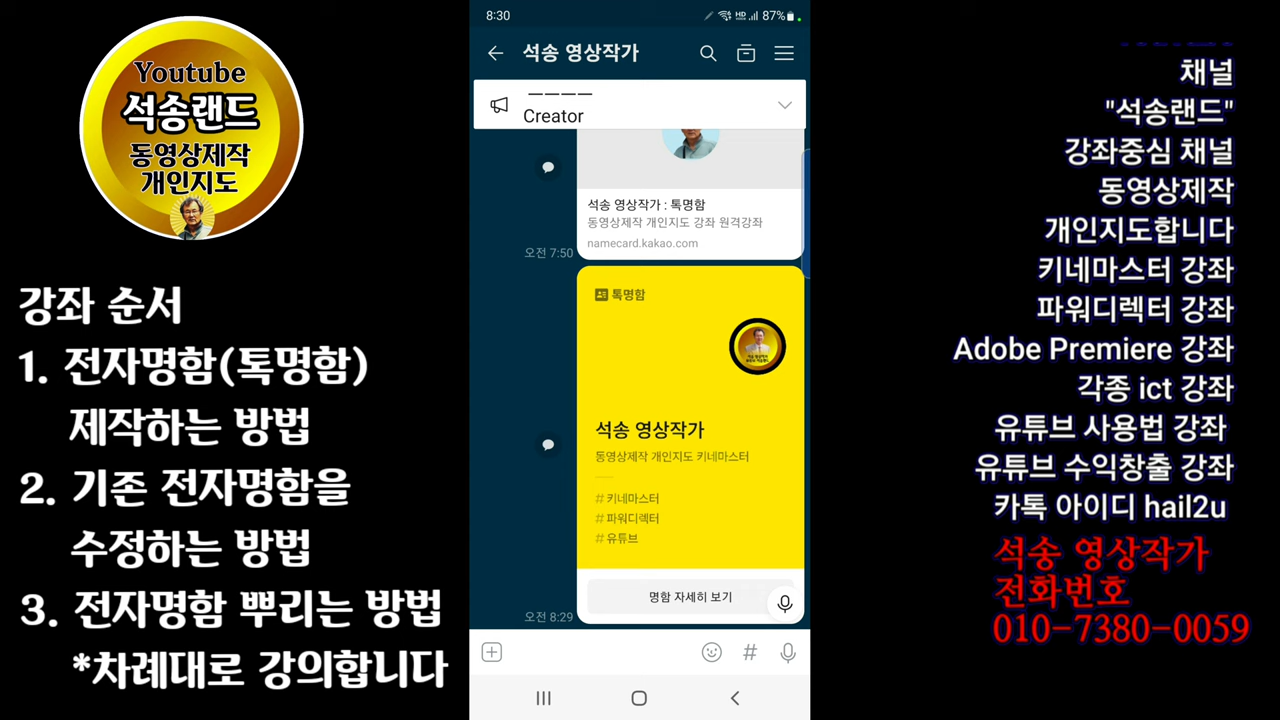 Youtube
석송랜드
동영상제작
개인지도
강좌 순서
1. 전자명함(톡명함)
제작하는 방법
2. 기존 전자명함을
수정하는 방법
3. 전자명함 뿌리는 방법
*차례대로 강의합니다
8:30
87%
석송 영상작가
ㅡㅡㅡㅡ
Creator
석송 영상작가 : 톡명함
동영상제작 개인지도 강좌 원격강좌
namecard.kakao.com
오전 7:50
톡명함
석송 영상작가
동영상제작 개인지도 키네마스터
#키네마스터
#파워디렉터
#유튜브
명함 자세히 보기
오전 8:29
채널
"석송랜드"
강좌중심 채널
동영상제작
개인지도합니다
키네마스터 강좌
파워디렉터 강좌
Adobe Premiere 강좌
각종 ict 강좌
유튜브 사용법 강좌
유튜브 수익창출 강좌
카톡 아이디 hail2u
석송 영상작가
전화번호
010-7380-0059